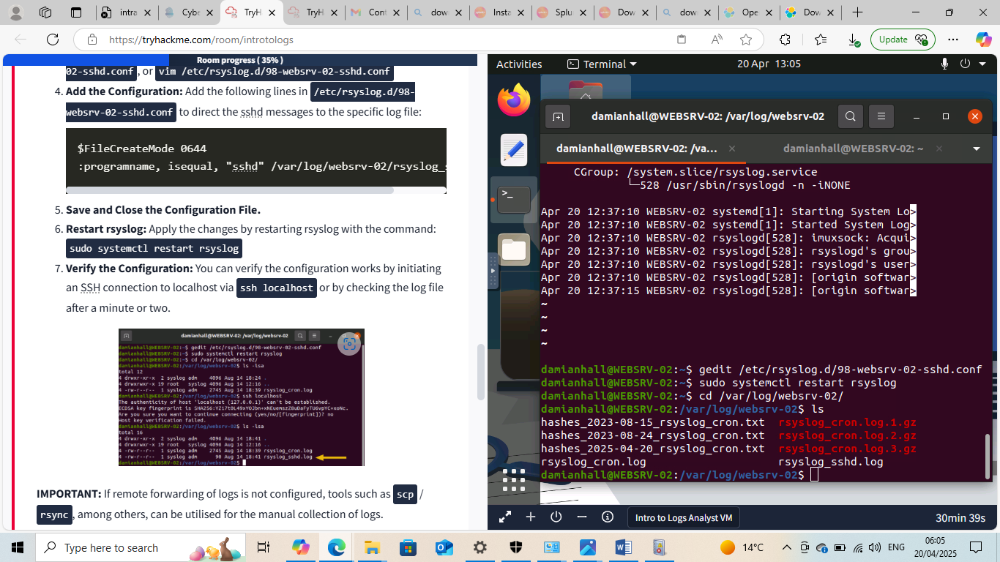 intra
Cybe
TryH
TryH
Conf
dow
Insta
Splu
Dow
dow
Ope
Dow
https://tryhackme.com/room/introtologs
Update
Room progress ( 35% )
02-sshd.conf , or vim /etc/rsyslog.d/98-websrv-02-sshd.conf
4. Add the Configuration: Add the following lines in /etc/rsyslog.d/98-
websrv-02-sshd.conf to direct the sshd messages to the specific log file:
$FileCreateMode 0644
:programname, isequal, "sshd" /var/log/websrv-02/rsyslog_s
5. Save and Close the Configuration File.
6. Restart rsyslog: Apply the changes by restarting rsyslog with the command:
sudo systemctl restart rsyslog
7. Verify the Configuration: You can verify the configuration works by initiating
an SSH connection to localhost via ssh localhost or by checking the log file
after a minute or two.
damianhall@WEBSRV-02: /var/log/websrv-02
damianhall@WEBSRV-02:~$ gedit /etc/rsyslog.d/98-websrv-02-sshd.conf
damianhall@WEBSRV-02:~$ sudo systemctl restart rsyslog
damianhall@WEBSRV-02:~$ cd /var/log/websrv-02/
damianhall@WEBSRV-02:/var/log/websrv-02$ ls -lsa
total 12
4 drwxr-xr-x 2 syslog adm 4096 Aug 14 18:24 .
4 drwxrwxr-x 19 root syslog 4096 Aug 14 12:16 ..
4 -rw-r--r-- 1 syslog adm 2745 Aug 14 18:39 rsyslog_cron.log
damianhall@WEBSRV-02:/var/log/websrv-02$ ssh localhost
The authenticity of host 'localhost (127.0.0.1)' can't be established.
ECDSA key fingerprint is
Are you sure you want to continue connecting (yes/no/[fingerprint])? no
Host key verification failed.
damianhall@WEBSRV-02:/var/log/websrv-02$ ls -lsa
total 16
4 drwxr-xr-x 2 syslog adm 4096 Aug 14 18:41 .
4 drwxrwxr-x 19 root syslog 4096 Aug 14 12:16 ..
4 -rw-r--r-- 1 syslog adm 2745 Aug 14 18:39 rsyslog_cron.log
4 -rw-r--r-- 1 syslog adm 90 Aug 14 18:41 rsyslog_sshd.log
damianhall@WEBSRV-02:/var/log/websrv-02$
IMPORTANT: If remote forwarding of logs is not configured, tools such as scp /
rsync , among others, can be utilised for the manual collection of logs.
Activities
Terminal
20 Apr 13:05
damianhall@WEBSRV-02: /var/log/websrv-02
damianhall@WEBSRV-02: /va...
damianhall@WEBSRV-02: ~
CGroup: /system.slice/rsyslog.service
└─528 /usr/sbin/rsyslogd -n -iNONE
Apr 20 12:37:10 WEBSRV-02 systemd[1]: Starting System Lo>
Apr 20 12:37:10 WEBSRV-02 systemd[1]: Started System Log>
Apr 20 12:37:10 WEBSRV-02 rsyslogd[528]: imuxsock: Acqui>
Apr 20 12:37:10 WEBSRV-02 rsyslogd[528]: rsyslogd's grou>
Apr 20 12:37:10 WEBSRV-02 rsyslogd[528]: rsyslogd's user>
Apr 20 12:37:10 WEBSRV-02 rsyslogd[528]: [origin softwar>
Apr 20 12:37:15 WEBSRV-02 rsyslogd[528]: [origin softwar>
~
~
~
~
damianhall@WEBSRV-02:~$ gedit /etc/rsyslog.d/98-websrv-02-sshd.conf
damianhall@WEBSRV-02:~$ sudo systemctl restart rsyslog
damianhall@WEBSRV-02:~$ cd /var/log/websrv-02/
damianhall@WEBSRV-02:/var/log/websrv-02$ ls
hashes_2023-08-15_rsyslog_cron.txt rsyslog_cron.log.1.gz
hashes_2023-08-24_rsyslog_cron.txt rsyslog_cron.log.2.gz
hashes_2025-04-20_rsyslog_cron.txt rsyslog_cron.log.3.gz
rsyslog_cron.log rsyslog_sshd.log
damianhall@WEBSRV-02:/var/log/websrv-02$
Intro to Logs Analyst VM
30min 39s
Type here to search
14°C
ENG
06:05
20/04/2025